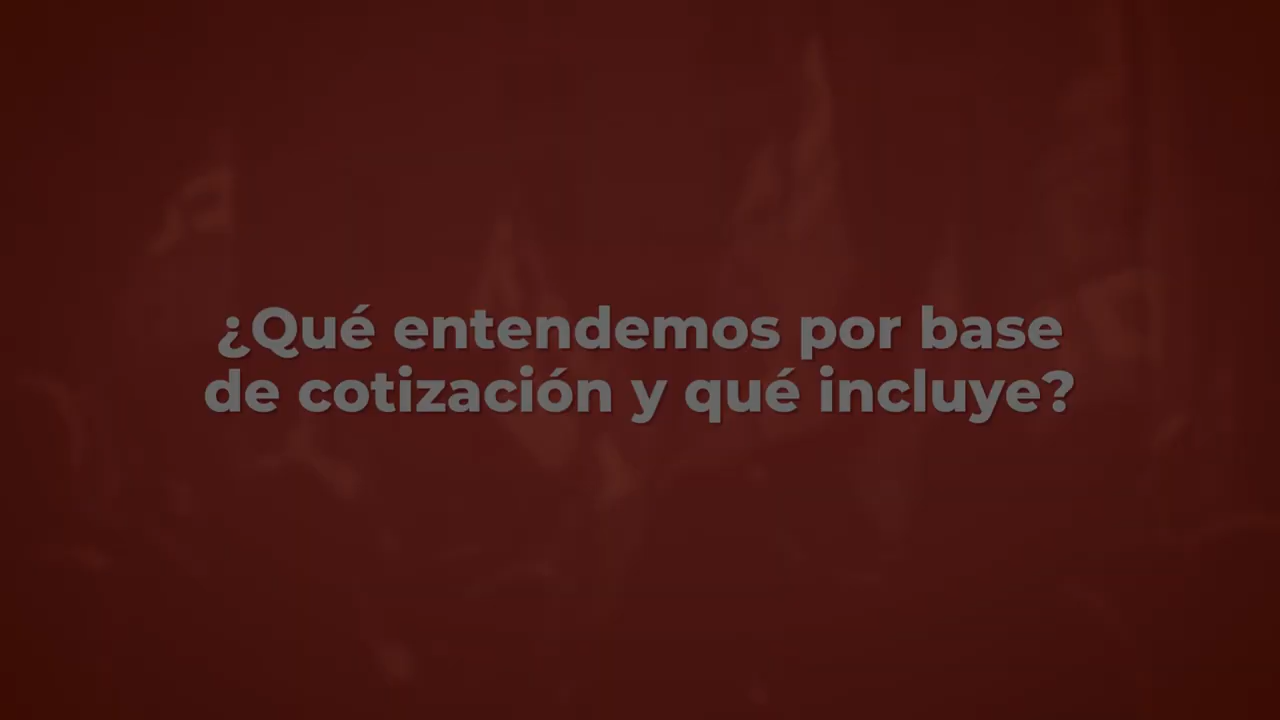 ¿Qué entendemos por base
de cotización y qué incluye?